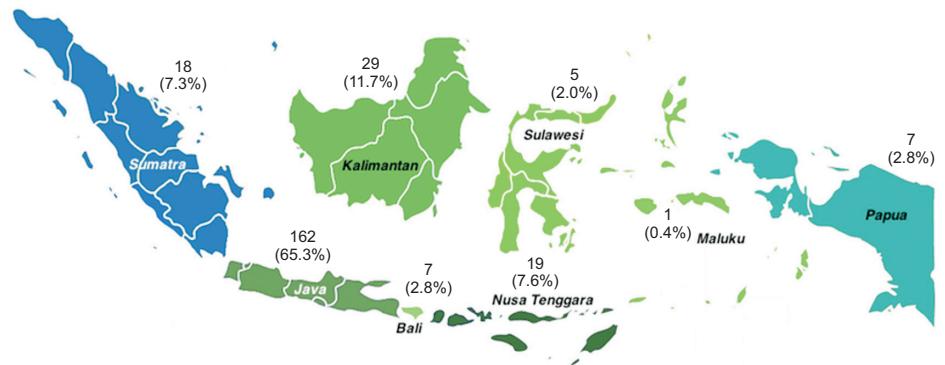 18
(7.3%)
Sumatra
29
(11.7%)
Kalimantan
5
(2.0%)
Sulawesi
7
(2.8%)
Papua
1
(0.4%)
Maluku
162
(65.3%)
Java
7
(2.8%)
Bali
19
(7.6%)
Nusa Tenggara